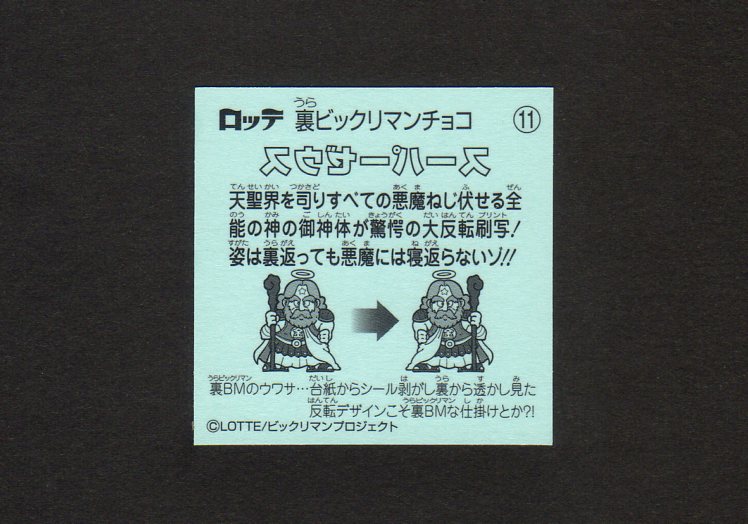 ロッテ 裏ビックリマンチョコ ⑪
スーパーゼウス
天聖界を司りすべての悪魔ねじ伏せる全
能の神の御神体が驚愕の大反転刷写!
姿は裏返っても悪魔には寝返らないゾ!!
裏BMのウワサ…台紙からシール剥がし裏から透かし見た
反転デザインこそ裏BMな仕掛けとか?!
©LOTTE/ビックリマンプロジェクト